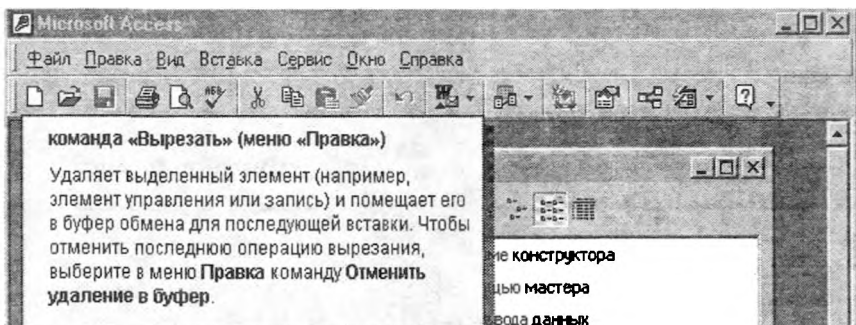 Microsoft Access
Файл Правка Вид Вставка Сервис Окно Справка
команда «Вырезать» (меню «Правка»)
Удаляет выделенный элемент (например,
элемент управления или запись) и помещает его
в буфер обмена для последующей вставки. Чтобы
отменить последнюю операцию вырезания,
выберите в меню Правка команду Отменить
удаление в буфер.
конструктора
мастера
данных